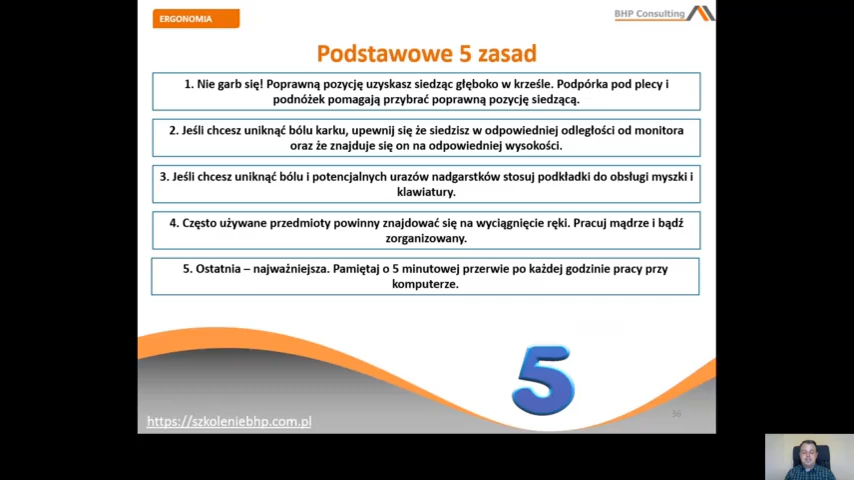 ERGONOMIA
BHP Consulting
Podstawowe 5 zasad
1. Nie garb się! Poprawną pozycję uzyskasz siedząc głęboko w krześle. Podpórka pod plecy i
podnóżek pomagają przybrać poprawną pozycję siedzącą.
2. Jeśli chcesz uniknąć bólu karku, upewnij się że siedzisz w odpowiedniej odległości od monitora
oraz że znajduje się on na odpowiedniej wysokości.
3. Jeśli chcesz uniknąć bólu i potencjalnych urazów nadgarstków stosuj podkładki do obsługi myszki i
klawiatury.
4. Często używane przedmioty powinny znajdować się na wyciągnięcie ręki. Pracuj mądrze i bądź
zorganizowany.
5. Ostatnia – najważniejsza. Pamiętaj o 5 minutowej przerwie po każdej godzinie pracy przy
komputerze.
5
https://szkoleniebhp.com.pl